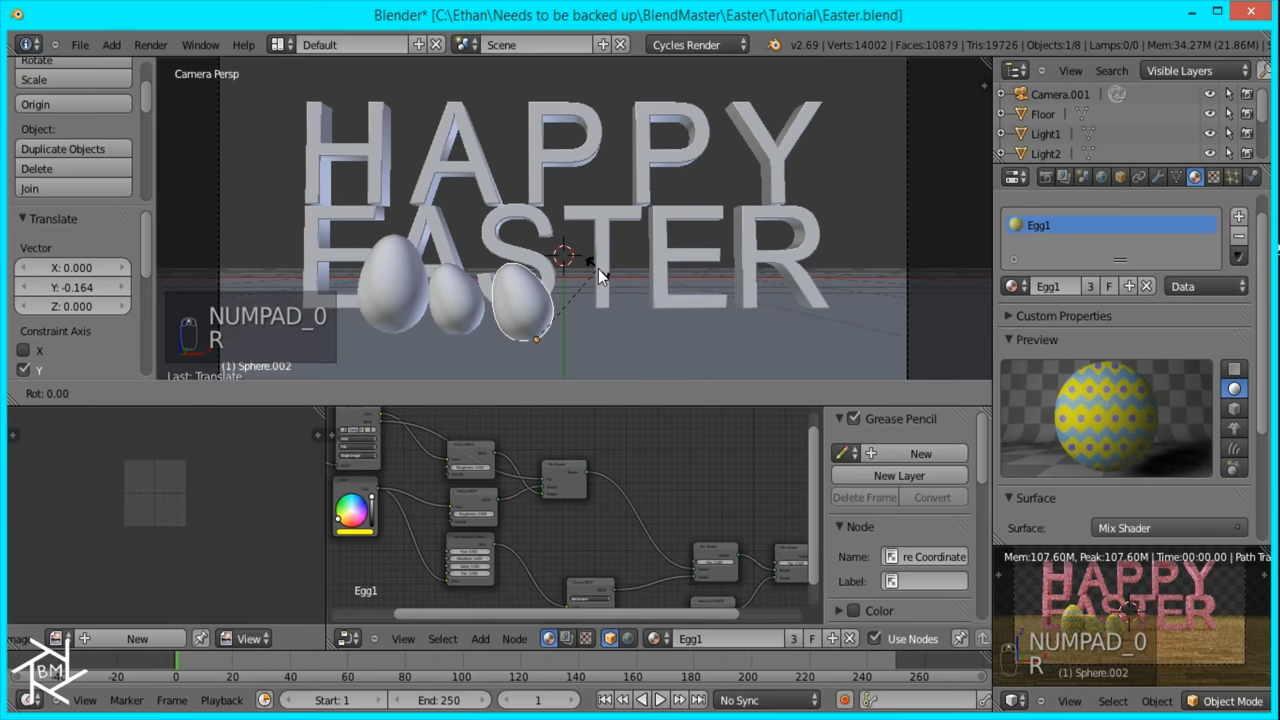 Blender* [C:\Ethan\Needs to be backed up\BlendMaster\Easter\Tutorial\Easter.blend]
File Add Render Window Help Default Scene Cycles Render v2.69 | Verts:14002 | Faces:10879 | Tris:19726 | Objects:1/8 | Lamps:0/0 | Mem:34.27M (21.86M)
View Search Visible Layers
Rotate
Scale
Origin
Object:
Duplicate Objects
Delete
Join
Translate
Vector
X: 0.000
Y: -0.164
Z: 0.000
Constraint Axis
X
Y
Camera Persp
HAPPY
EASTER
NUMPAD_0
R
(1) Sphere.002
Last: Translate
Rot: 0.00
Camera.001
Floor
Light1
Light2
Egg1
Egg1 3 F Data
Custom Properties
Preview
Surface
Surface: Mix Shader
Mem:107.60M, Peak:107.60M | Time:00:00.00 | Path Tra
HAPPY
EASTER
NUMPAD_0
R
(1) Sphere.002
View Select Object Object Mode
Egg1
Grease Pencil
New
New Layer
Delete Frame Convert
Node
Name: re Coordinate
Label:
Color
New View
View Select Add Node Egg1 3 F Use Nodes
BM
-40 -20 0 20 40 60 80 100 120 140 160 180 200 220 240 260
View Marker Frame Playback Start: 1 End: 250 1 No Sync